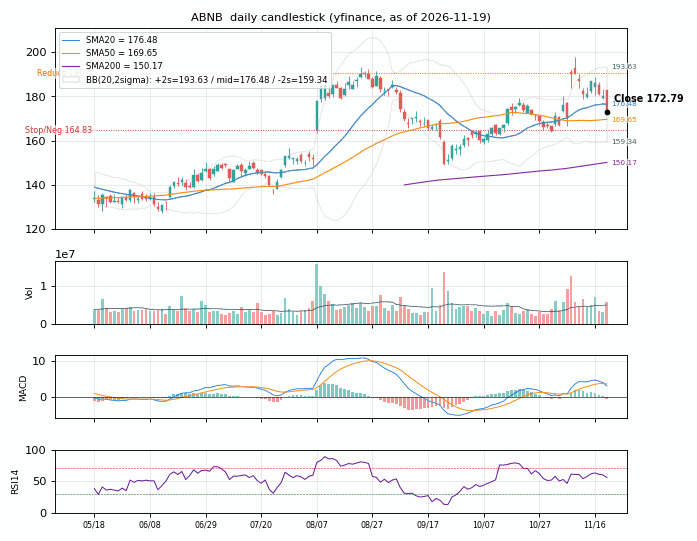 ABNB  daily candlestick (yfinance, as of 2026-11-19)
SMA20 = 176.48
SMA50 = 169.65
SMA200 = 150.17
BB(20,2sigma): +2s=193.63 / mid=176.48 / -2s=159.34
200
180
160
140
120
193.63
Close 172.79
176.48
169.65
Stop/Neg 164.83
159.34
150.17
1e7
Vol
1
0
MACD
10
0
RSI14
100
50
0
05/18 06/08 06/29 07/20 08/07 08/27 09/17 10/07 10/27 11/16